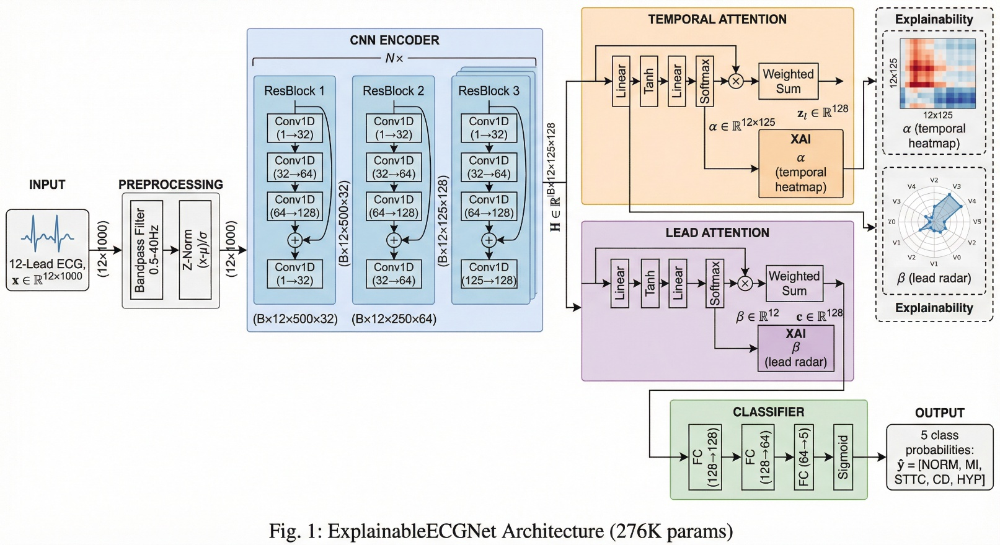 INPUT
12-Lead ECG,
x ∈ ℝ^12×1000
(12×1000)
PREPROCESSING
Bandpass Filter
0.5-40Hz
Z-Norm
(x-μ)/σ
(12×1000)
CNN ENCODER
N×
ResBlock 1
Conv1D
(1→32)
Conv1D
(32→64)
Conv1D
(64→128)
+
Conv1D
(1→32)
(B×12×500×32)
(B×12×500×32)
ResBlock 2
Conv1D
(1→32)
Conv1D
(32→64)
Conv1D
(64→128)
+
Conv1D
(32→64)
(B×12×250×64)
(B×12×125×128)
ResBlock 3
Conv1D
(1→32)
Conv1D
(32→64)
Conv1D
(64→128)
+
Conv1D
(125→128)
H ∈ ℝ^|B×12×125×128
TEMPORAL ATTENTION
Linear
Tanh
Linear
Softmax
×
Weighted
Sum
z_l ∈ ℝ^128
α ∈ ℝ^12×125
XAI
α
(temporal
heatmap)
LEAD ATTENTION
Linear
Tanh
Linear
Softmax
×
Weighted
Sum
β ∈ ℝ^12
c ∈ ℝ^128
XAI
β
(lead radar)
Explainability
12x125
12x125
α (temporal
heatmap)
V2
V3
V4
V5
V2
V0
V1
V2
V1
Y0
V3
V4
β (lead radar)
Explainability
CLASSIFIER
FC
(128→128)
FC
(128→64)
FC (64→5)
Sigmoid
OUTPUT
5 class
probabilities:
ŷ = [NORM, MI,
STTC, CD, HYP]
Fig. 1: ExplainableECGNet Architecture (276K params)